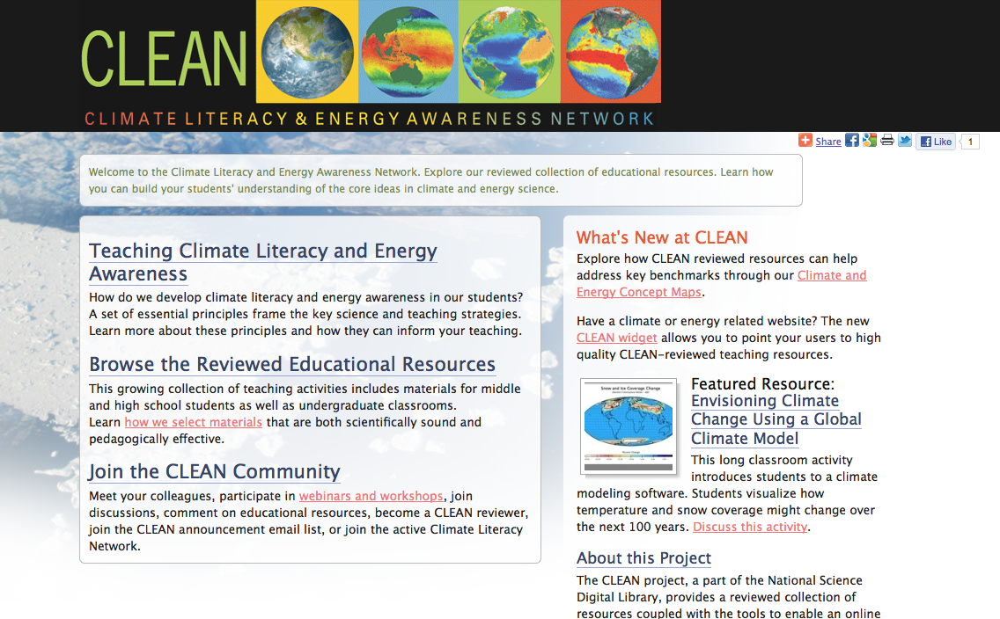 CLEAN
CLIMATE LITERACY & ENERGY AWARENESS NETWORK
Share
Like
1
Welcome to the Climate Literacy and Energy Awareness Network. Explore our reviewed collection of educational resources. Learn how
you can build your students' understanding of the core ideas in climate and energy science.
Teaching Climate Literacy and Energy
Awareness
How do we develop climate literacy and energy awareness in our students?
A set of essential principles frame the key science and teaching strategies.
Learn more about these principles and how they can inform your teaching.
Browse the Reviewed Educational Resources
This growing collection of teaching activities includes materials for middle
and high school students as well as undergraduate classrooms.
Learn how we select materials that are both scientifically sound and
pedagogically effective.
Join the CLEAN Community
Meet your colleagues, participate in webinars and workshops, join
discussions, comment on educational resources, become a CLEAN reviewer,
join the CLEAN announcement email list, or join the active Climate Literacy
Network.
What's New at CLEAN
Explore how CLEAN reviewed resources can help
address key benchmarks through our Climate and
Energy Concept Maps.
Have a climate or energy related website? The new
CLEAN widget allows you to point your users to high
quality CLEAN-reviewed teaching resources.
Snow and Ice Coverage Change
Featured Resource:
Envisioning Climate
Change Using a Global
Climate Model
This long classroom activity
introduces students to a climate
modeling software. Students visualize how
temperature and snow coverage might change over
the next 100 years. Discuss this activity.
About this Project
The CLEAN project, a part of the National Science
Digital Library, provides a reviewed collection of
resources coupled with the tools to enable an online